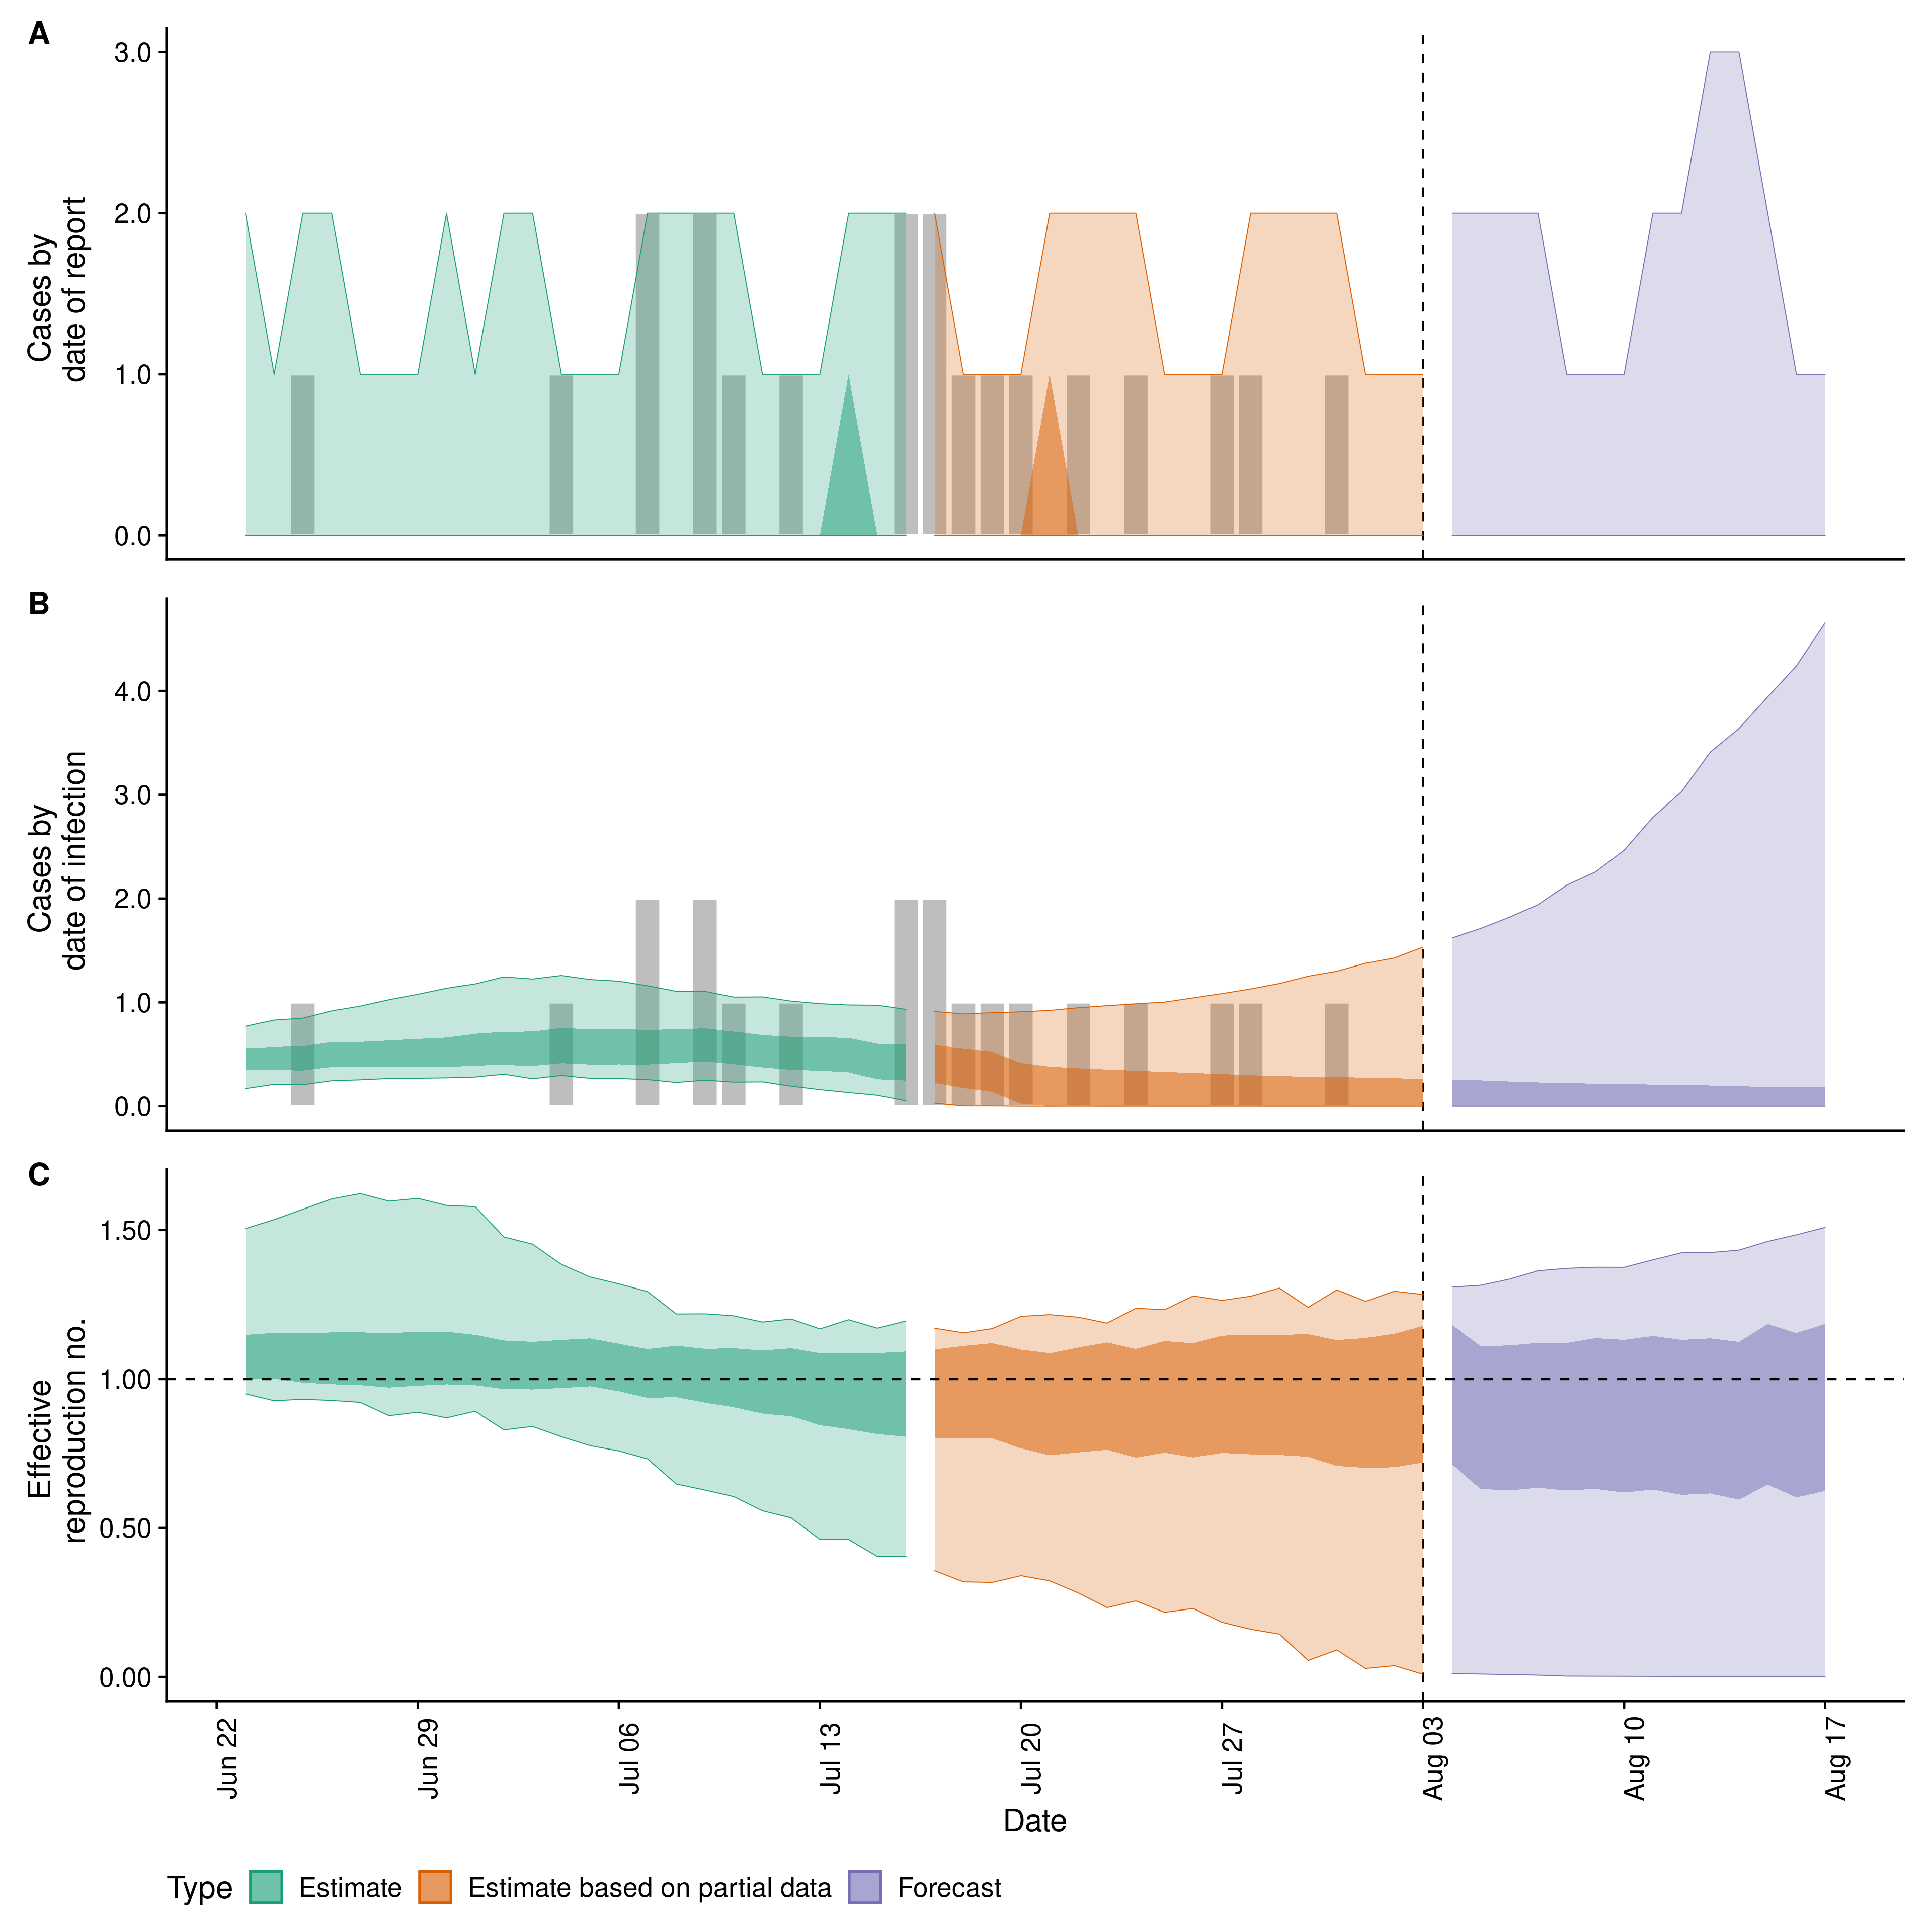 A
Cases by
date of report
3.0
2.0
1.0
0.0
B
Cases by
date of infection
4.0
3.0
2.0
1.0
0.0
C
Effective
reproduction no.
1.50
1.00
0.50
0.00
Jun 22
Jun 29
Jul 06
Jul 13
Jul 20
Jul 27
Aug 03
Aug 10
Aug 17
Date
Type
Estimate
Estimate based on partial data
Forecast